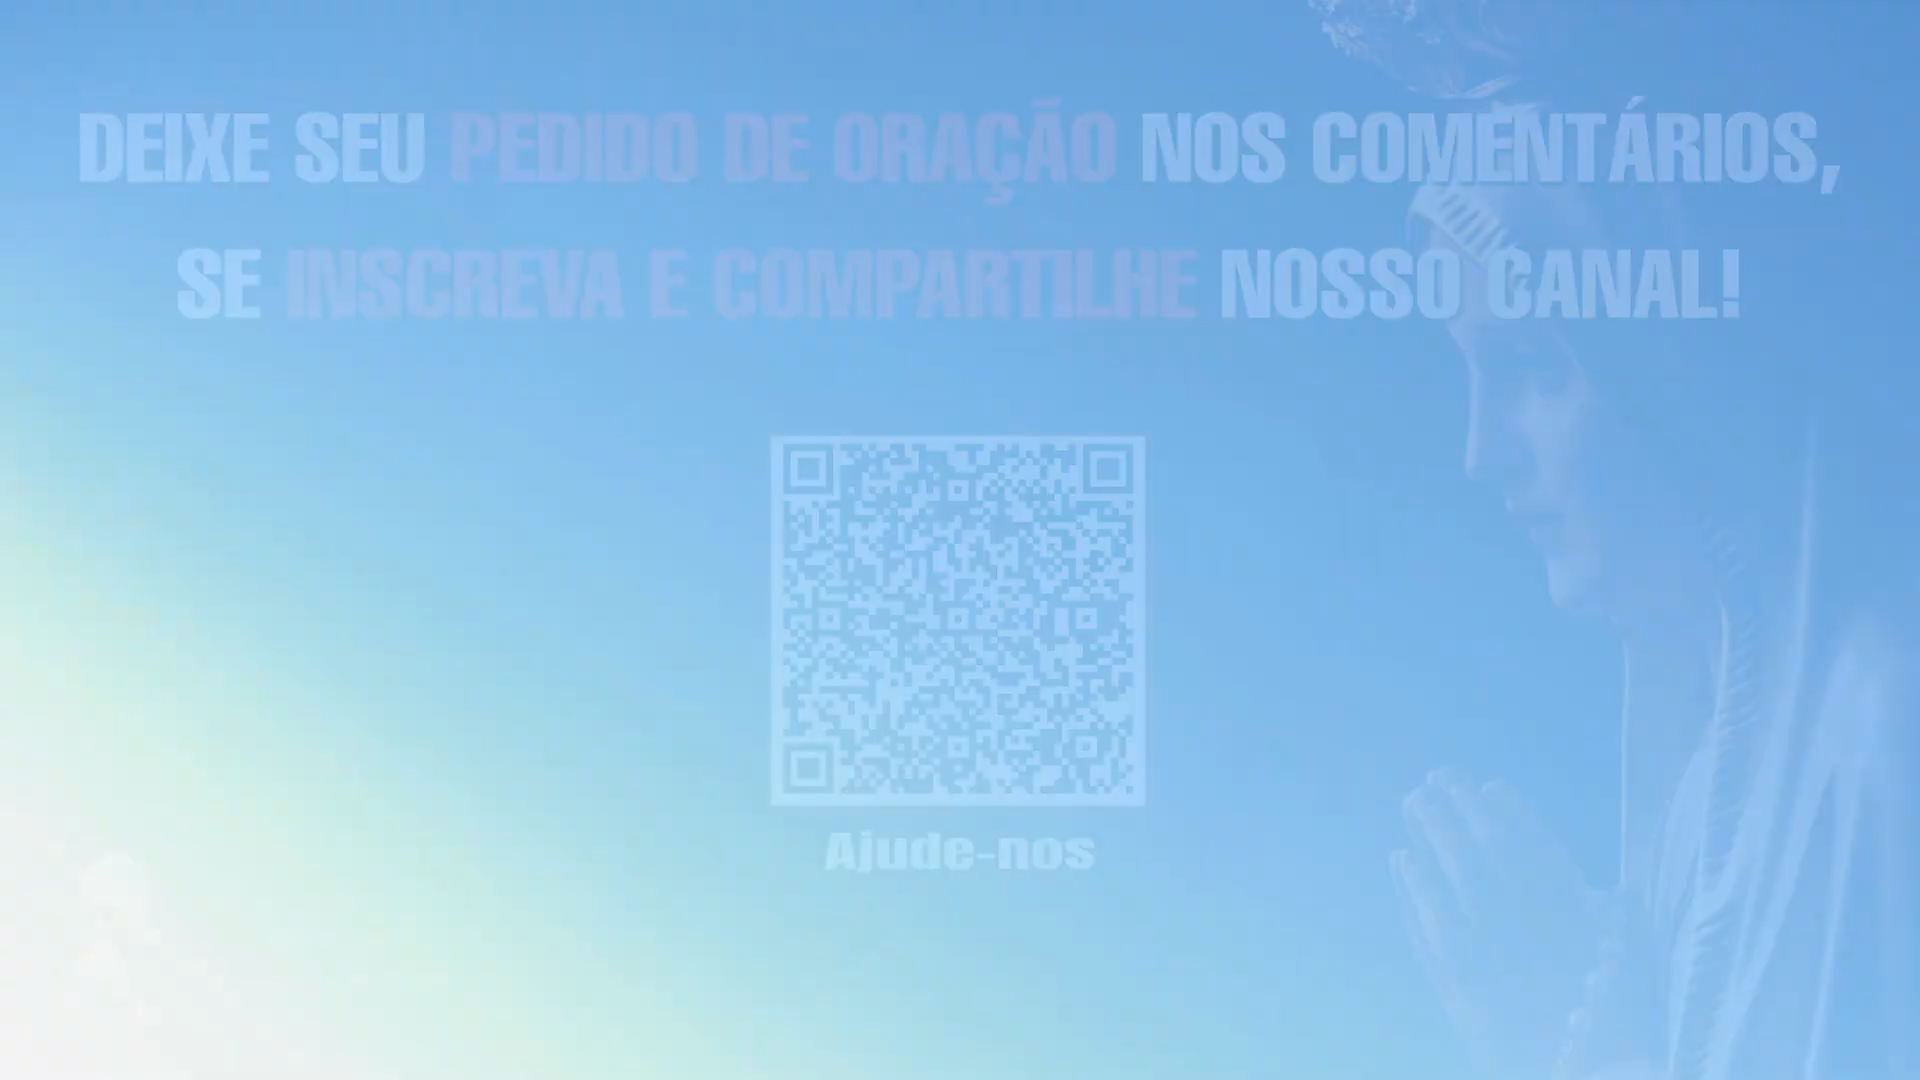 DEIXE SEU PEDIDO DE ORAÇÃO NOS COMENTÁRIOS,
SE INSCREVA E COMPARTILHE NOSSO CANAL!
Ajude-nos